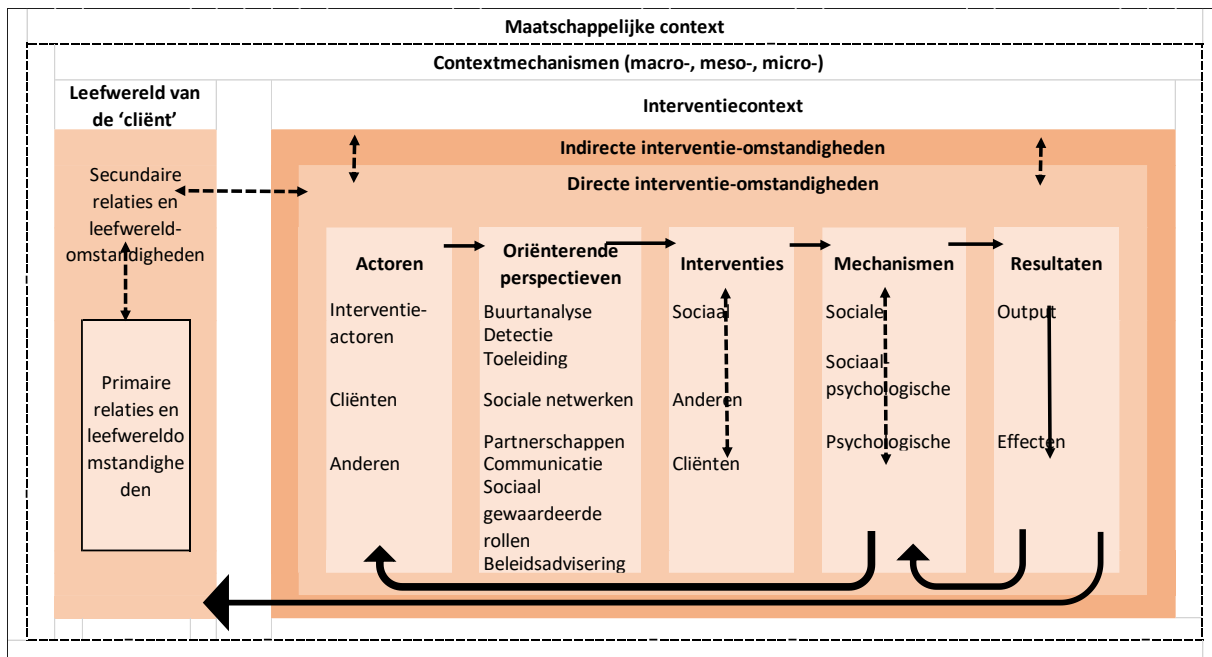 Maatschappelijke context
Contextmechanismen (macro-, meso-, micro-)
Leefwereld van
de ‘cliënt’
Interventiecontext
Indirecte interventie-omstandigheden
Directe interventie-omstandigheden
Secundaire
relaties en
leefwereld-
omstandigheden
Primaire
relaties en
leefwereldo
mstandighe
den
Actoren
Interventie-
actoren
Cliënten
Anderen
Oriënterende
perspectieven
Buurtanalyse
Detectie
Toeleiding
Sociale netwerken
Partnerschappen
Communicatie
Sociaal
gewaardeerde
rollen
Beleidsadvisering
Interventies
Sociaal
Anderen
Cliënten
Mechanismen
Sociale
Sociaal-
psychologische
Psychologische
Resultaten
Output
Effecten